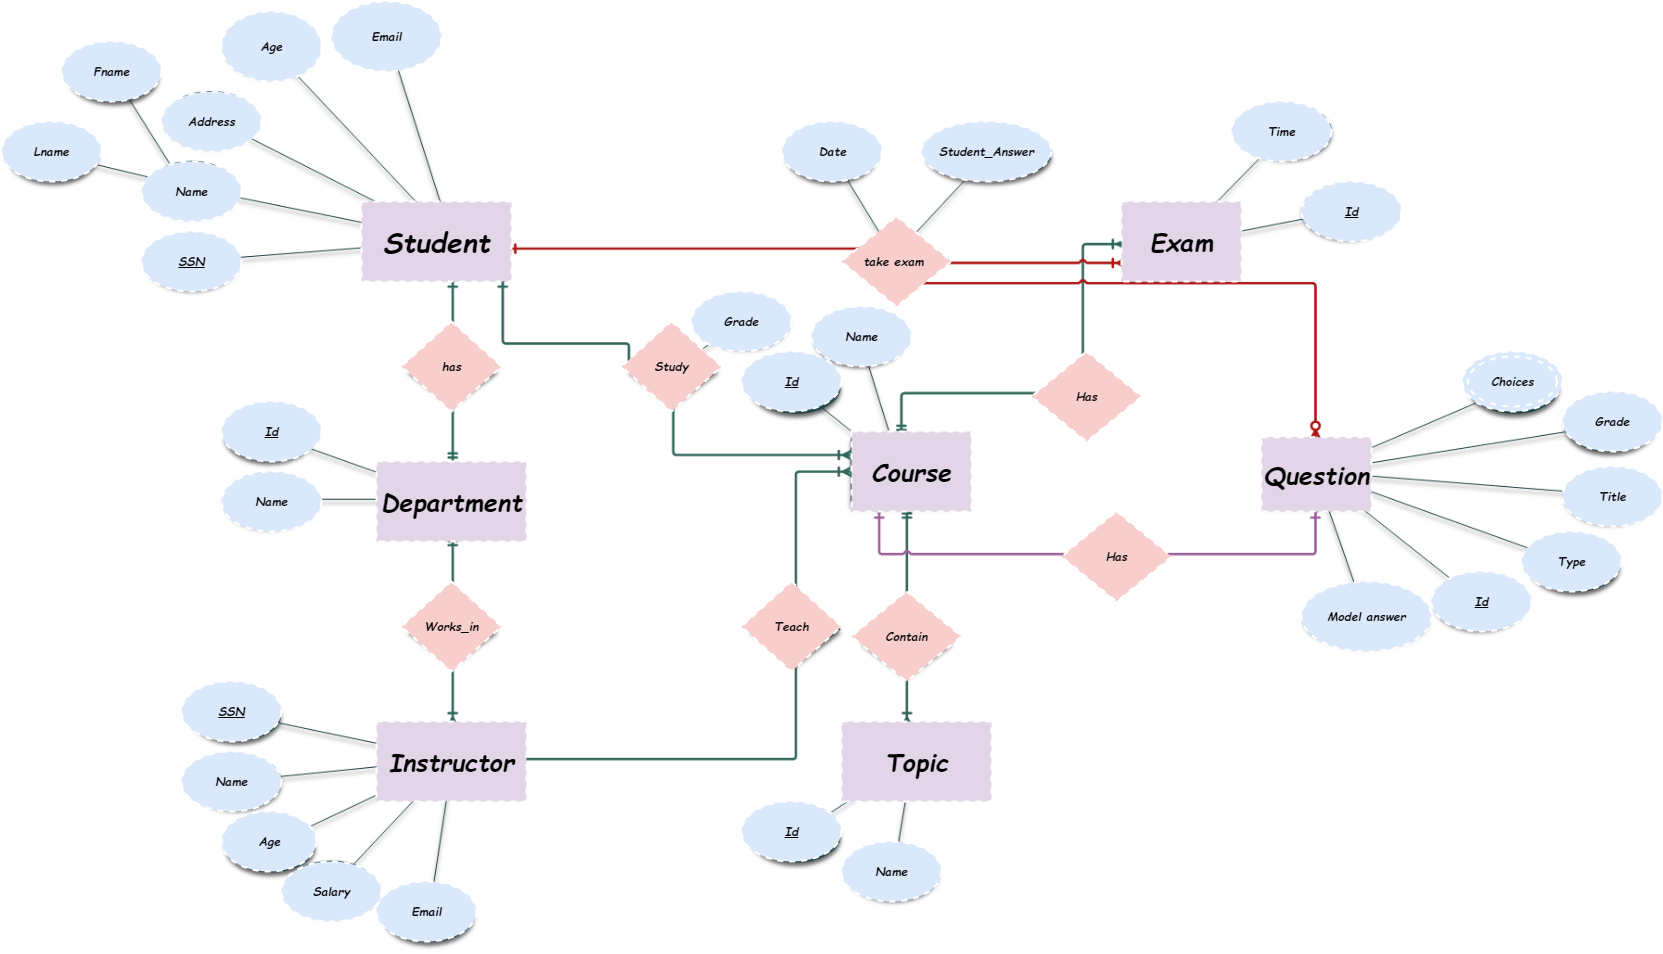 Email
Age
Fname
Address
Lname
Name
SSN
Student
Date
Student_Answer
take exam
Time
Id
Exam
has
Study
Grade
Name
Id
Has
Course
Choices
Grade
Question
Title
Type
Id
Model answer
Has
Id
Name
Department
Works_in
Teach
Contain
SSN
Name
Instructor
Age
Salary
Email
Topic
Id
Name